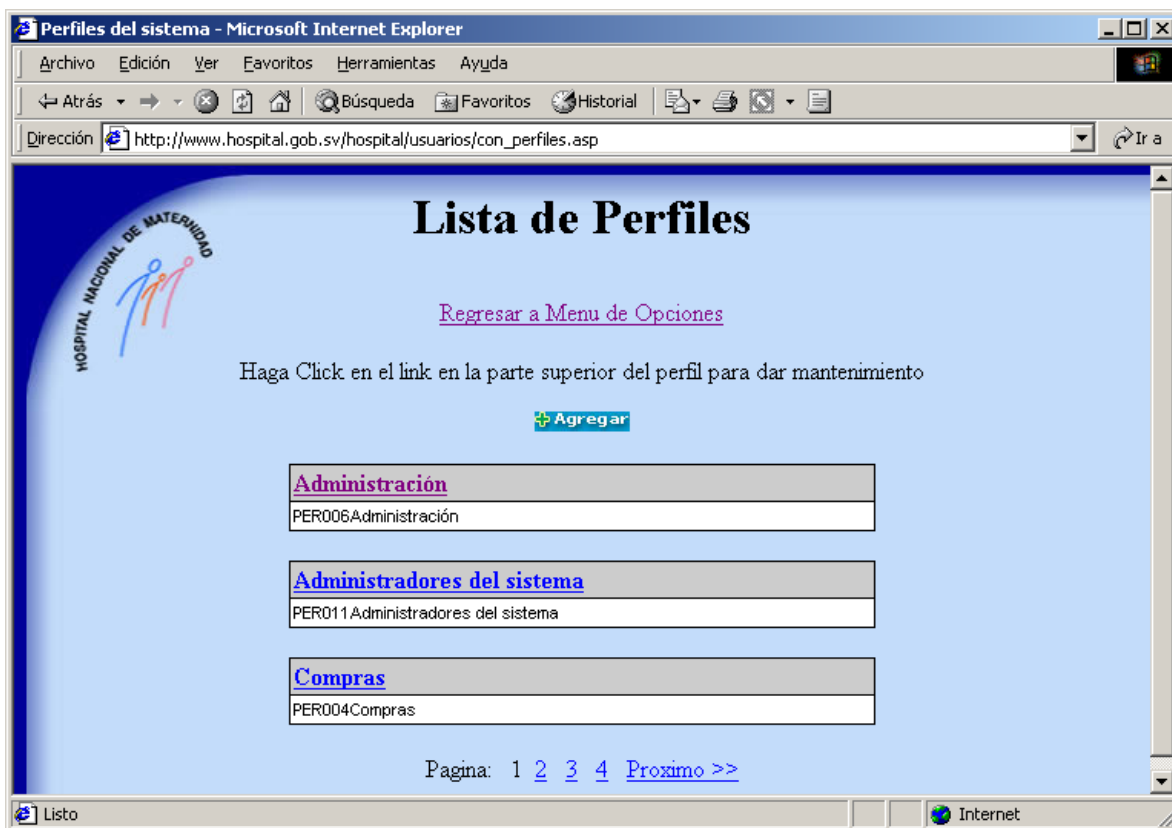 Perfiles del sistema - Microsoft Internet Explorer
Archivo Edición Ver Favoritos Herramientas Ayuda
Atrás Búsqueda Favoritos Historial
Dirección http://www.hospital.gob.sv/hospital/usuarios/con_perfiles.asp Ir a
HOSPITAL NACIONAL DE MATERNIDAD
Lista de Perfiles
Regresar a Menu de Opciones
Haga Click en el link en la parte superior del perfil para dar mantenimiento
Agregar
Administración
PER006Administración
Administradores del sistema
PER011Administradores del sistema
Compras
PER004Compras
Pagina: 1 2 3 4 Proximo >>
Listo Internet